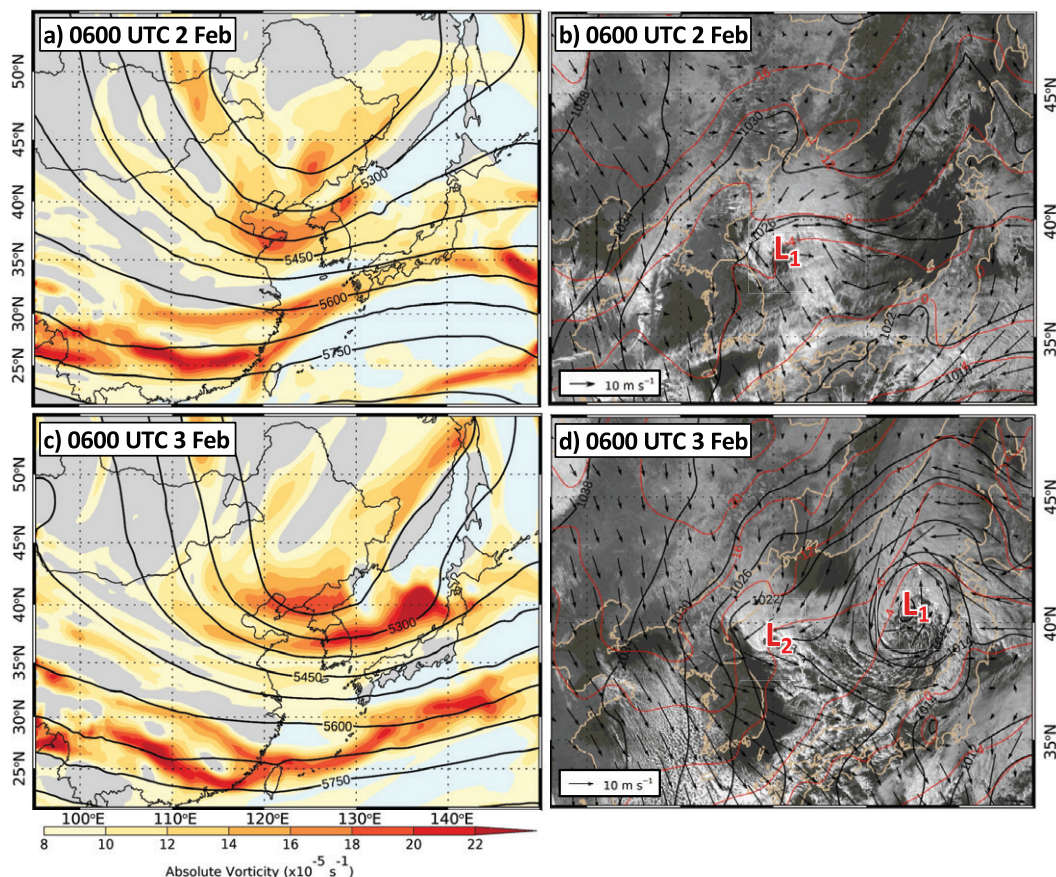 a) 0600 UTC 2 Feb
50°N
45°N
40°N
35°N
30°N
25°N
5300
5450
5600
5750
b) 0600 UTC 2 Feb
1038
1030
1022
L1
45°N
40°N
35°N
10 m s⁻¹
c) 0600 UTC 3 Feb
50°N
45°N
40°N
35°N
30°N
25°N
5300
5450
5600
5750
100°E
110°E
120°E
130°E
140°E
d) 0600 UTC 3 Feb
1038
1030
1026
1022
L2
L1
45°N
40°N
35°N
10 m s⁻¹
8 10 12 14 16 18 20 22
Absolute Vorticity (x10⁻⁵ s⁻¹)